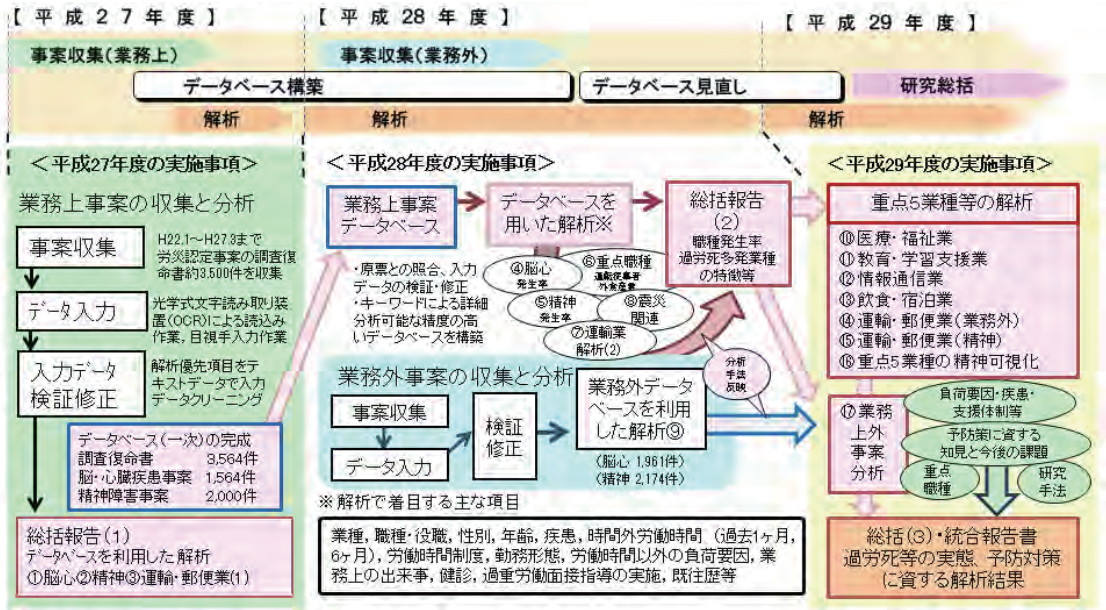 【 平 成 2 7 年 度 】
【 平 成 28 年 度 】
【 平 成 29 年 度 】
事案収集(業務上)
事案収集(業務外)
データベース構築
データベース見直し
研究総括
解析
解析
解析
＜平成27年度の実施事項＞
業務上事案の収集と分析
事案収集
H22.1～H27.3まで
労災認定事案の調査復
命書約3,500件を収集
データ入力
光学式文字読み取り装
置(OCR)による読込み
作業, 目視手入力作業
入力データ
検証修正
解析優先項目をテ
キストデータで入力
データクリーニング
データベース(一次)の完成
調査復命書 3,564件
脳・心臓疾患事案 1,564件
精神障害事案 2,000件
総括報告(1)
データベースを利用した解析
①脳心②精神③運輸・郵便業(1)
＜平成28年度の実施事項＞
業務上事案
データベース
データベースを
用いた解析※
総括報告
(2)
職種発生率
過労死多発業種
の特徴等
・原票との照合、入力
データの検証・修正
・キーワードによる詳細
分析可能な精度の高
いデータベースを構築
④脳心
発生率
⑥重点職種
運転従事者
外食産業
⑤精神
発生率
⑧震災
関連
⑦運輸業
解析(2)
分析
手法
反映
業務外事案の収集と分析
事案収集
データ入力
検証
修正
業務外データ
ベースを利用
した解析⑨
(脳心 1,961件)
(精神 2,174件)
※解析で着目する主な項目
業種, 職種・役職, 性別, 年齢, 疾患, 時間外労働時間 (過去1ヶ月,
6ヶ月), 労働時間制度, 勤務形態, 労働時間以外の負荷要因, 業
務上の出来事, 健診, 過重労働面接指導の実施, 既往歴等
＜平成29年度の実施事項＞
重点5業種等の解析
⑩医療・福祉業
⑪教育・学習支援業
⑫情報通信業
⑬飲食・宿泊業
⑭運輸・郵便業(業務外)
⑮運輸・郵便業(精神)
⑯重点5業種の精神可視化
⑰業務
上外
事案
分析
負荷要因・疾患・
支援体制等
予防策に資する
知見と今後の課題
重点
職種
研究
手法
総括(3)・統合報告書
過労死等の実態、予防対策
に資する解析結果